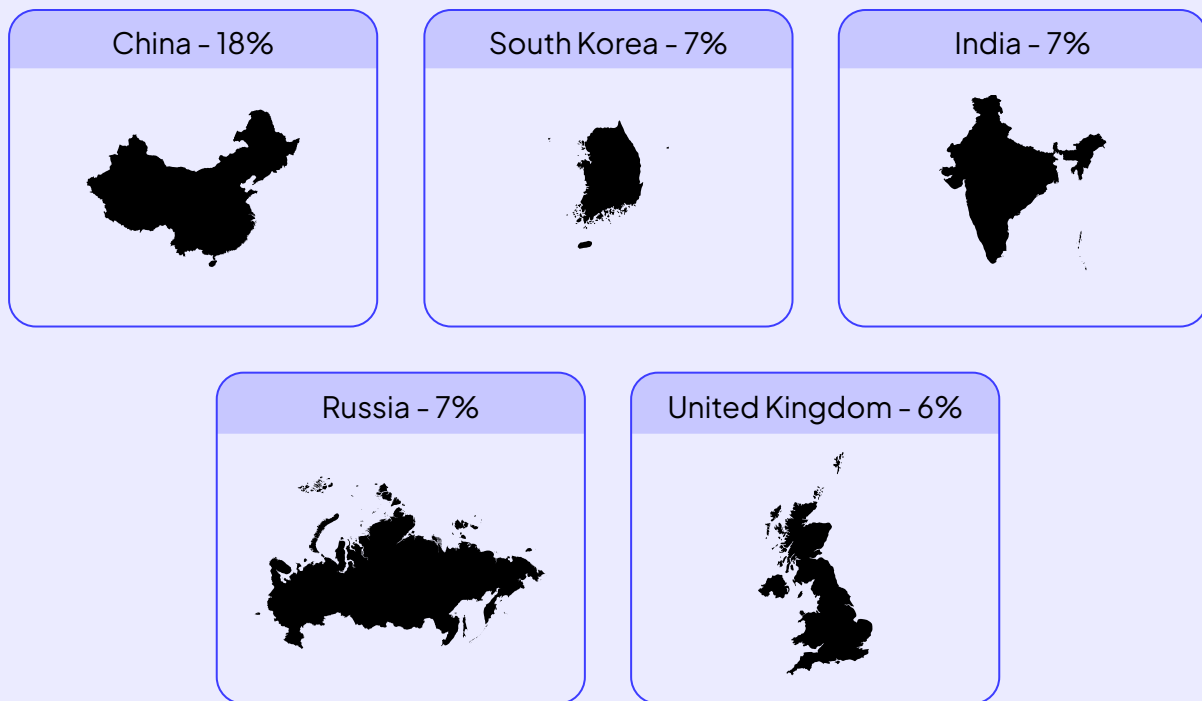 China - 18%
South Korea - 7%
India - 7%
Russia - 7%
United Kingdom - 6%